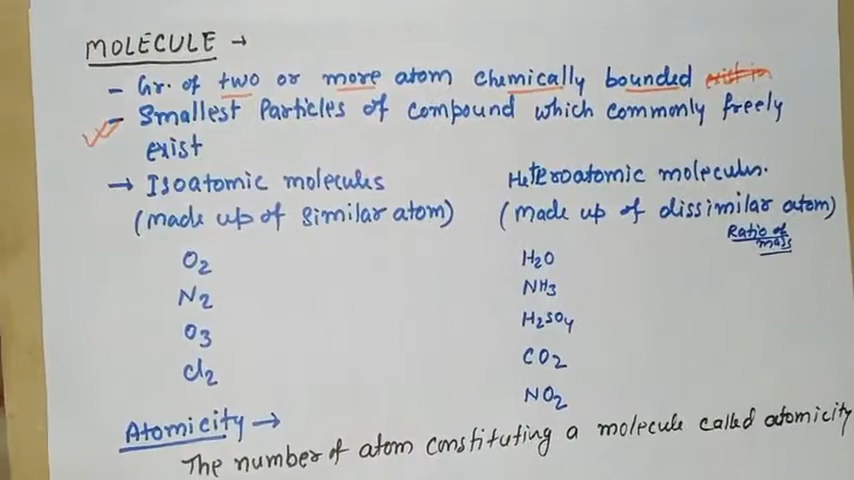 MOLECULE →
- Gr. of two or more atom chemically bounded
- Smallest Particles of compound which commonly freely
exist
→ Isoatomic molecules
(made up of similar atom)
O2
N2
O3
Cl2
Heteroatomic molecules.
(made up of dissimilar atom)
Ratio of
mass
H2O
NH3
H2SO4
CO2
NO2
Atomicity →
The number of atom constituting a molecule called atomicity